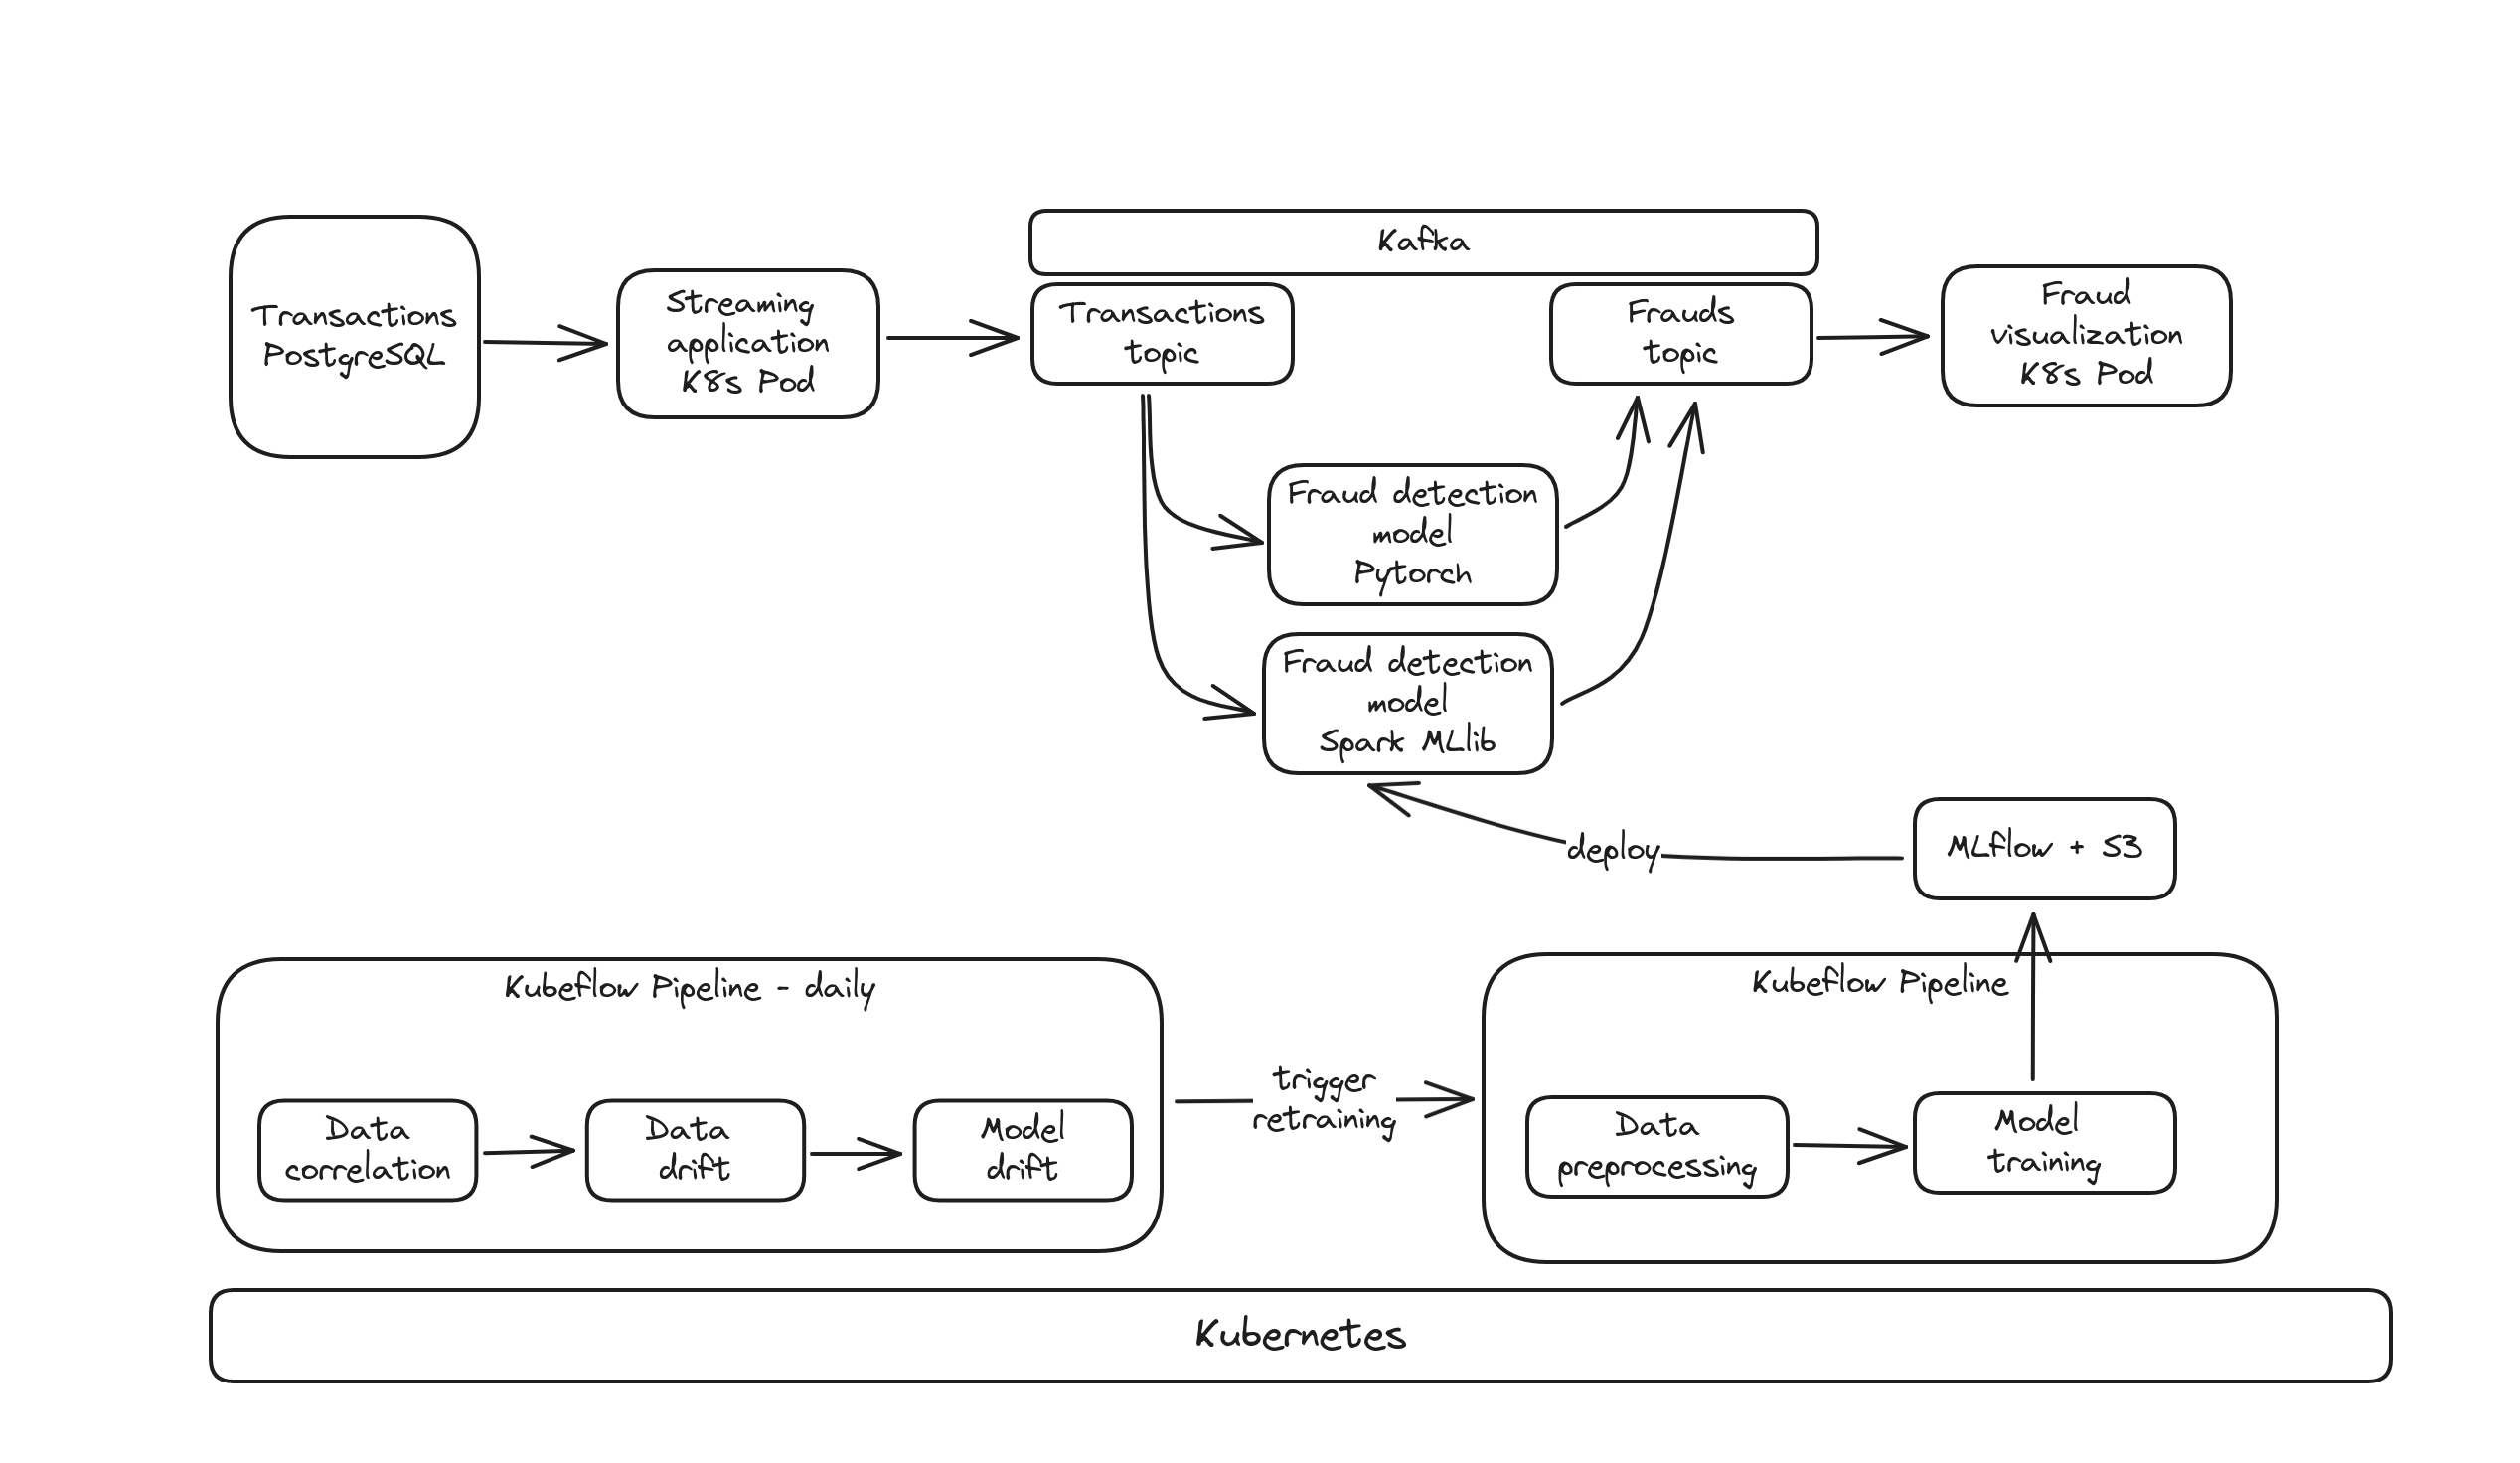 Transactions
PostgreSQL
Streaming
application
K8s Pod
Kafka
Transactions
topic
Frauds
topic
Fraud
visualization
K8s Pod
Fraud detection
model
Pytorch
Fraud detection
model
Spark MLlib
deploy
MLflow + S3
Kubeflow Pipeline - daily
Data
correlation
Data
drift
Model
drift
trigger
retraining
Kubeflow Pipeline
Data
preprocessing
Model
training
Kubernetes